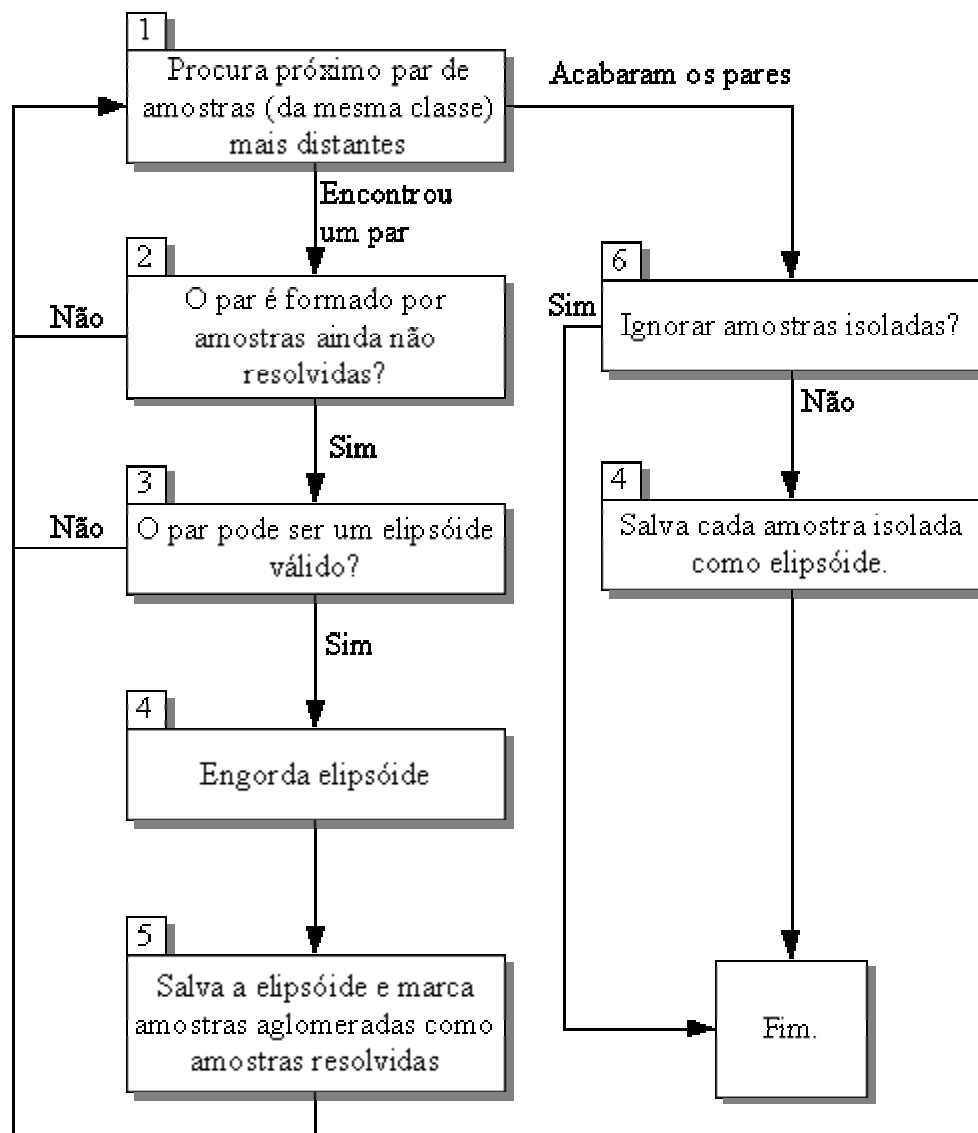 1
Procura próximo par de
amostras (da mesma classe)
mais distantes
Acabaram os pares
Encontrou
um par
2
O par é formado por
amostras ainda não
resolvidas?
Não
Sim
3
O par pode ser um elipsóide
válido?
Não
Sim
4
Engorda elipsóide
5
Salva a elipsóide e marca
amostras aglomeradas como
amostras resolvidas
6
Ignorar amostras isoladas?
Sim
Não
4
Salva cada amostra isolada
como elipsóide.
Fim.